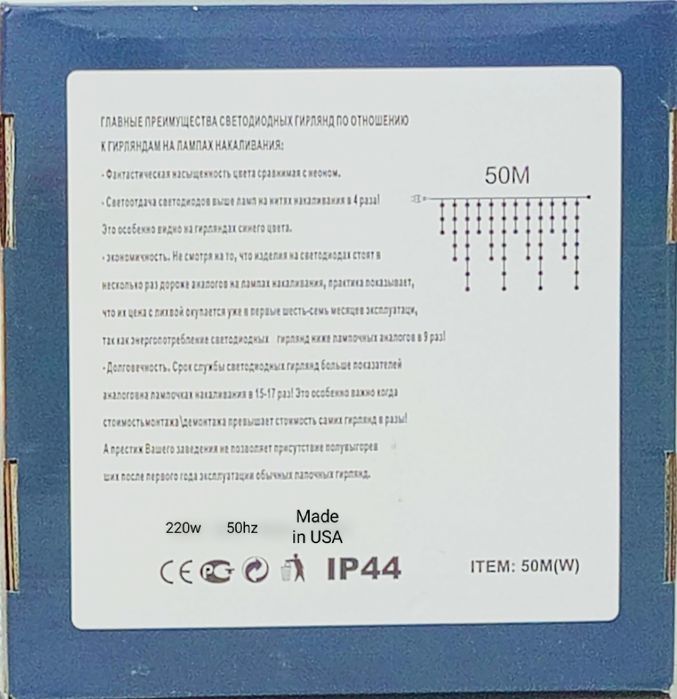 ГЛАВНЫЕ ПРЕИМУЩЕСТВА СВЕТОДИОДНЫХ ГИРЛЯНД ПО ОТНОШЕНИЮ
К ГИРЛЯНДАМ НА ЛАМПАХ НАКАЛИВАНИЯ:
- Фантастическая насыщенность цвета сравнимая с неоном.
- Светоотдача светодиодов выше ламп на нитях накаливания в 4 раза!
Это особенно видно на гирляндах синего цвета.
- экономичность. Не смотря на то, что изделия на светодиодах стоят в
несколько раз дороже аналогов на лампах накаливания, практика показывает,
что их цена с лихвой окупается уже в первые шесть-семь месяцев эксплуатаци,
так как энергопотребление светодиодных гирлянд ниже лампочных аналогов в 9 раз!
- Долговечность. Срок службы светодиодных гирлянд больше показателей
аналоговна лампочках накаливания в 15-17 раз! Это особенно важно когда
стоимостьмонтажа\демонтажа превышает стоимость самих гирлянд в разы!
А престиж Вашего заведения не позволяет присутствие полувыгорев
ших после первого года эксплуатации обычных лапочных гирлянд.
50M
220w 50hz Made
in USA
CE РСТ IP44 ITEM: 50M(W)